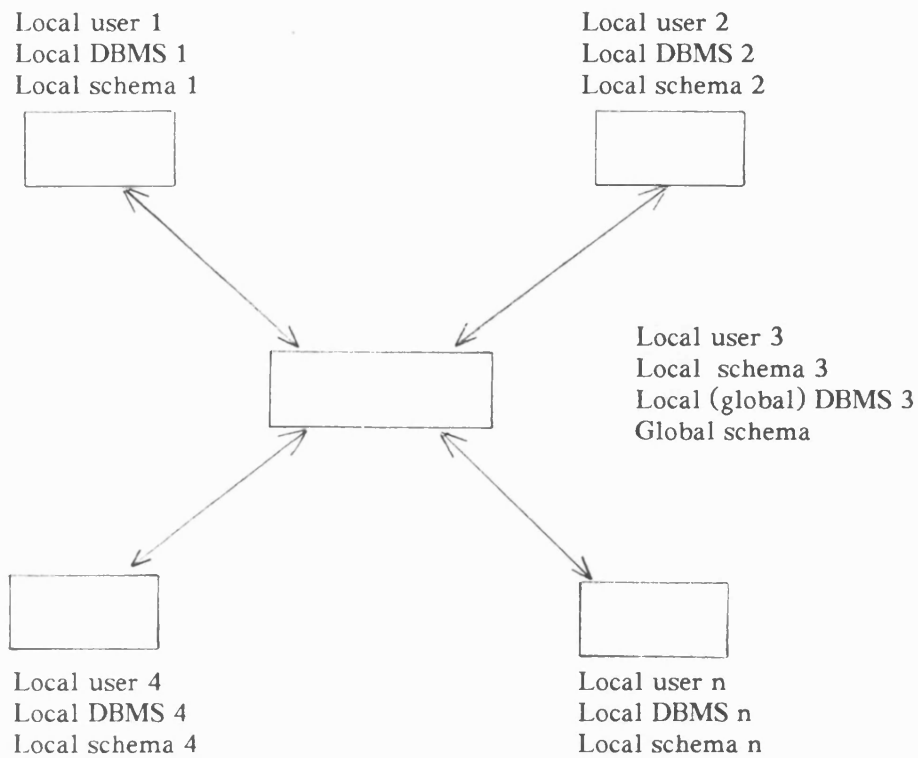 Local user 1
Local DBMS 1
Local schema 1
Local user 2
Local DBMS 2
Local schema 2
Local user 3
Local schema 3
Local (global) DBMS 3
Global schema
Local user 4
Local DBMS 4
Local schema 4
Local user n
Local DBMS n
Local schema n